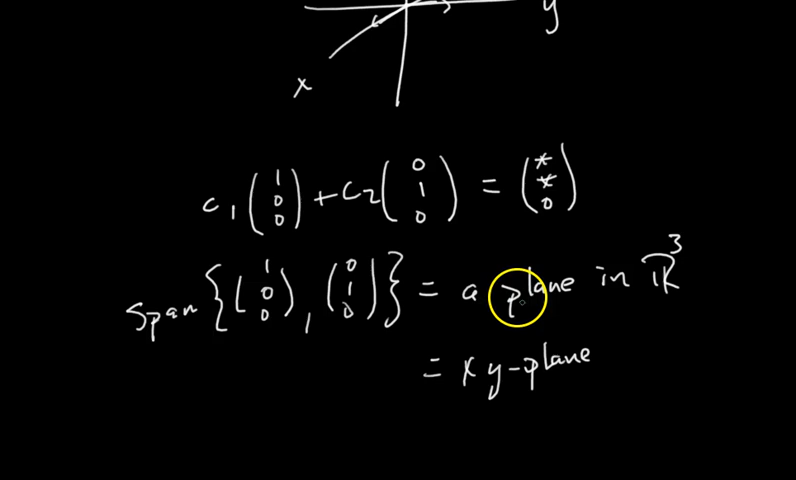 y
x
c₁(1 0 0) + c₂(0 1 0) = (* * 0)
Span{(1 0 0), (0 1 0)} = a plane in ℝ³
= xy-plane